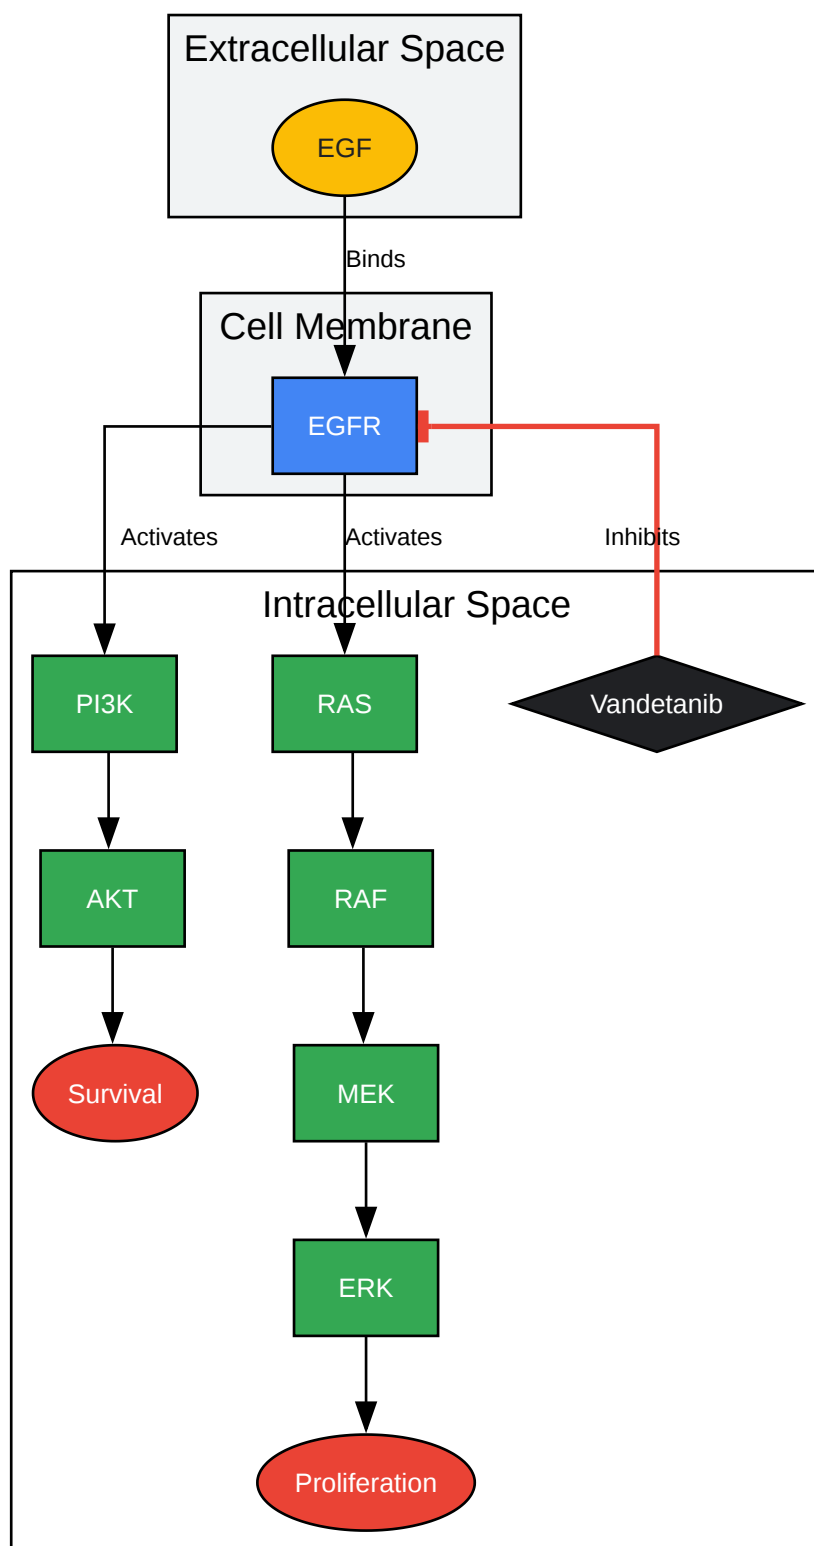 Extracellular Space
EGF
Binds
Cell Membrane
EGFR
Activates
Activates
Inhibits
Intracellular Space
PI3K
RAS
Vandetanib
AKT
RAF
Survival
MEK
ERK
Proliferation